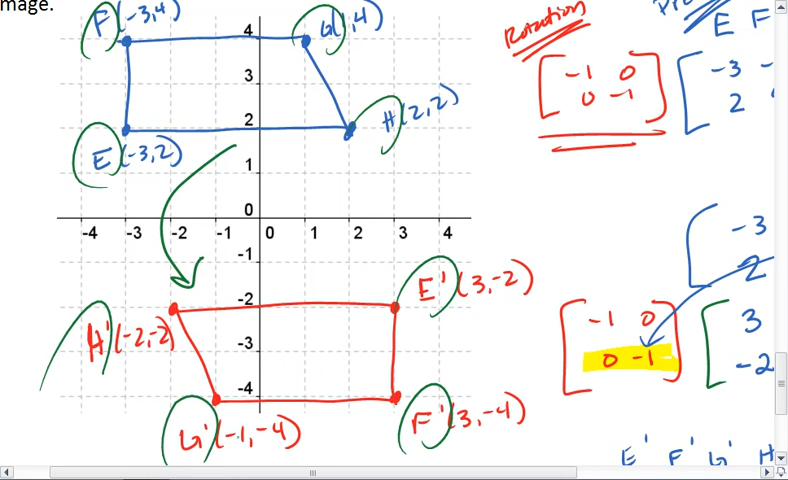 mage.
F(-3,4)
G(1,4)
H(2,2)
E(-3,2)
4
3
2
1
0
-4 -3 -2 -1 0 1 2 3 4
-1
-2
-3
-4
E'(3,-2)
H'(-2,-2)
G'(-1,-4)
F'(3,-4)
Rotation
E F
-1 0
0 -1
-3 -
2
-3
2
-1 0
0 -1
3
-2
E' F' G' H